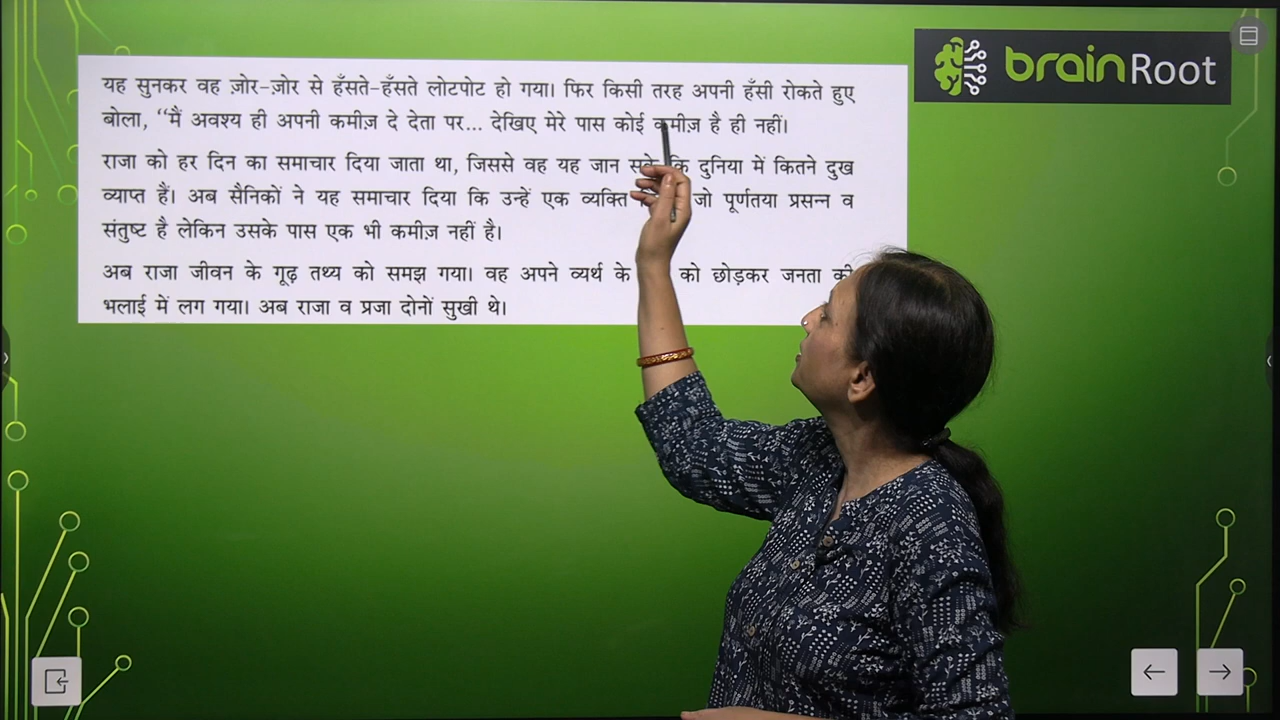 brainRoot
यह सुनकर वह ज़ोर-ज़ोर से हँसते-हँसते लोटपोट हो गया। फिर किसी तरह अपनी हँसी रोकते हुए
बोला, “मैं अवश्य ही अपनी कमीज़ दे देता पर... देखिए मेरे पास कोई कमीज़ है ही नहीं।
राजा को हर दिन का समाचार दिया जाता था, जिससे वह यह जान सके कि दुनिया में कितने दुख
व्याप्त हैं। अब सैनिकों ने यह समाचार दिया कि उन्हें एक व्यक्ति जो पूर्णतया प्रसन्न व
संतुष्ट है लेकिन उसके पास एक भी कमीज़ नहीं है।
अब राजा जीवन के गूढ़ तथ्य को समझ गया। वह अपने व्यर्थ के को छोड़कर जनता की
भलाई में लग गया। अब राजा व प्रजा दोनों सुखी थे।